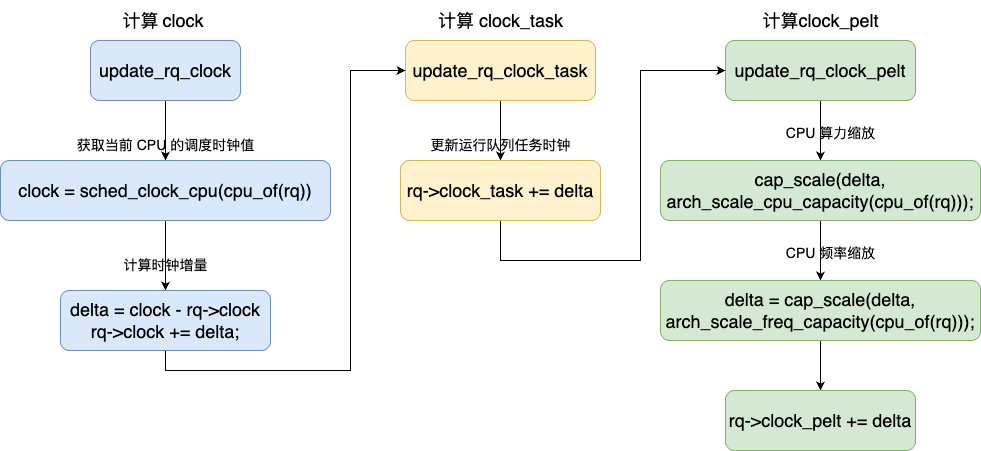 计算 clock
update_rq_clock
获取当前 CPU 的调度时钟值
clock = sched_clock_cpu(cpu_of(rq))
计算时钟增量
delta = clock - rq->clock
rq->clock += delta;
计算 clock_task
update_rq_clock_task
更新运行队列任务时钟
rq->clock_task += delta
计算clock_pelt
update_rq_clock_pelt
CPU 算力缩放
cap_scale(delta,
arch_scale_cpu_capacity(cpu_of(rq)));
CPU 频率缩放
delta = cap_scale(delta,
arch_scale_freq_capacity(cpu_of(rq)));
rq->clock_pelt += delta